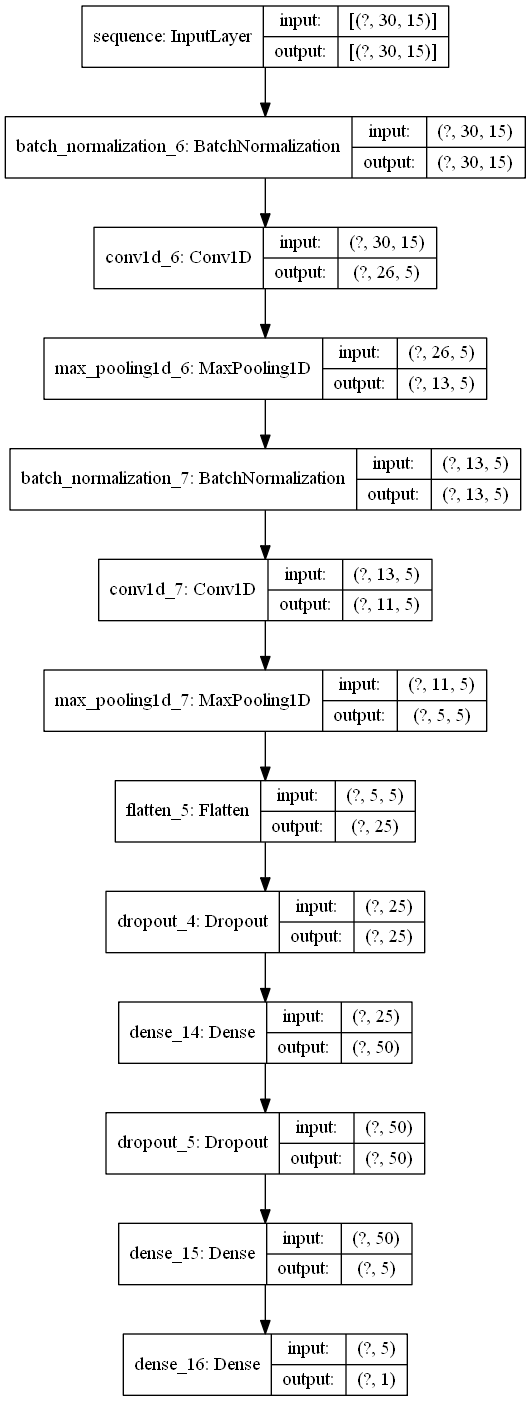 sequence: InputLayer
input: [(?, 30, 15)]
output: [(?, 30, 15)]
batch_normalization_6: BatchNormalization
input: (?, 30, 15)
output: (?, 30, 15)
conv1d_6: Conv1D
input: (?, 30, 15)
output: (?, 26, 5)
max_pooling1d_6: MaxPooling1D
input: (?, 26, 5)
output: (?, 13, 5)
batch_normalization_7: BatchNormalization
input: (?, 13, 5)
output: (?, 13, 5)
conv1d_7: Conv1D
input: (?, 13, 5)
output: (?, 11, 5)
max_pooling1d_7: MaxPooling1D
input: (?, 11, 5)
output: (?, 5, 5)
flatten_5: Flatten
input: (?, 5, 5)
output: (?, 25)
dropout_4: Dropout
input: (?, 25)
output: (?, 25)
dense_14: Dense
input: (?, 25)
output: (?, 50)
dropout_5: Dropout
input: (?, 50)
output: (?, 50)
dense_15: Dense
input: (?, 50)
output: (?, 5)
dense_16: Dense
input: (?, 5)
output: (?, 1)